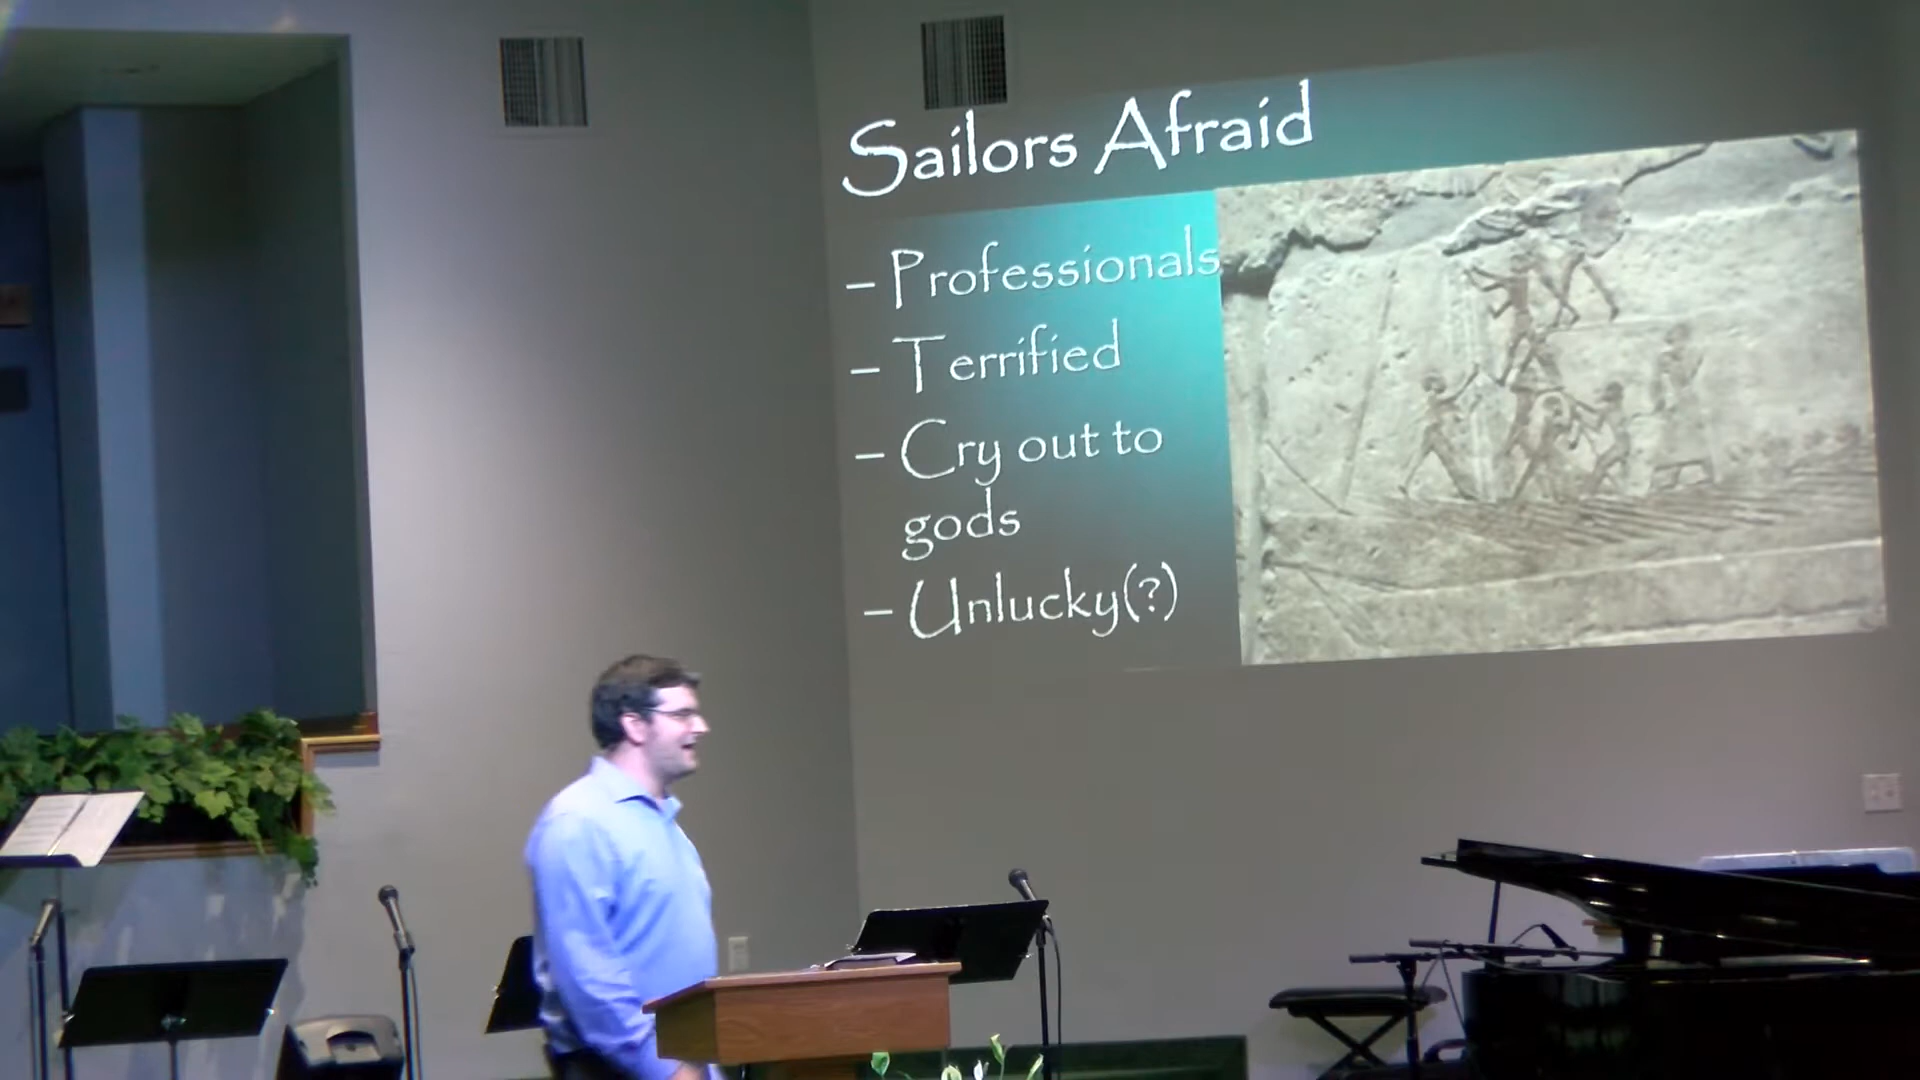 Sailors Afraid
– Professionals
– Terrified
– Cry out to
gods
– Unlucky(?)